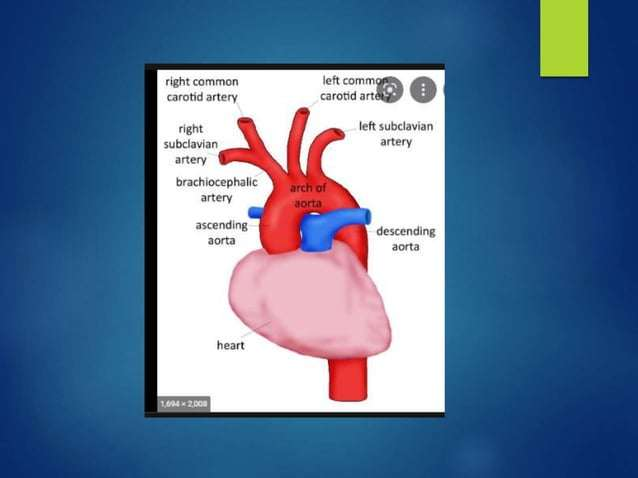 right common
carotid artery
left common
carotid artery
right
subclavian
artery
left subclavian
artery
brachiocephalic
artery
arch of
aorta
ascending
aorta
descending
aorta
heart
1,694 × 2,008